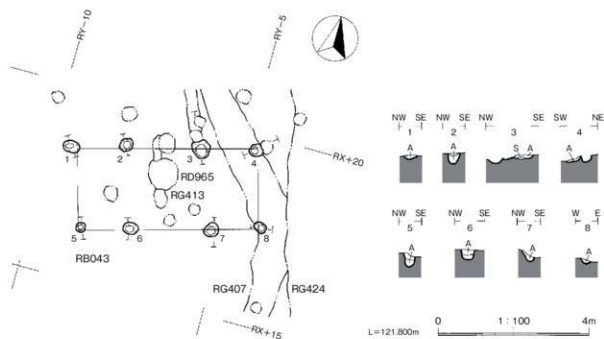 RY-10
RY-5
NW SE NW SE NW SE SW NE
1 2 3 4
A A S A A
1 2 3 4
RX+20
RD965
RG413
NW SE NW SE NW SE W E
5 6 7 8
A A A A
5 6 7 8
RB043
RG407 RG424
RX+15
0 1:100 4m
L=121.800m